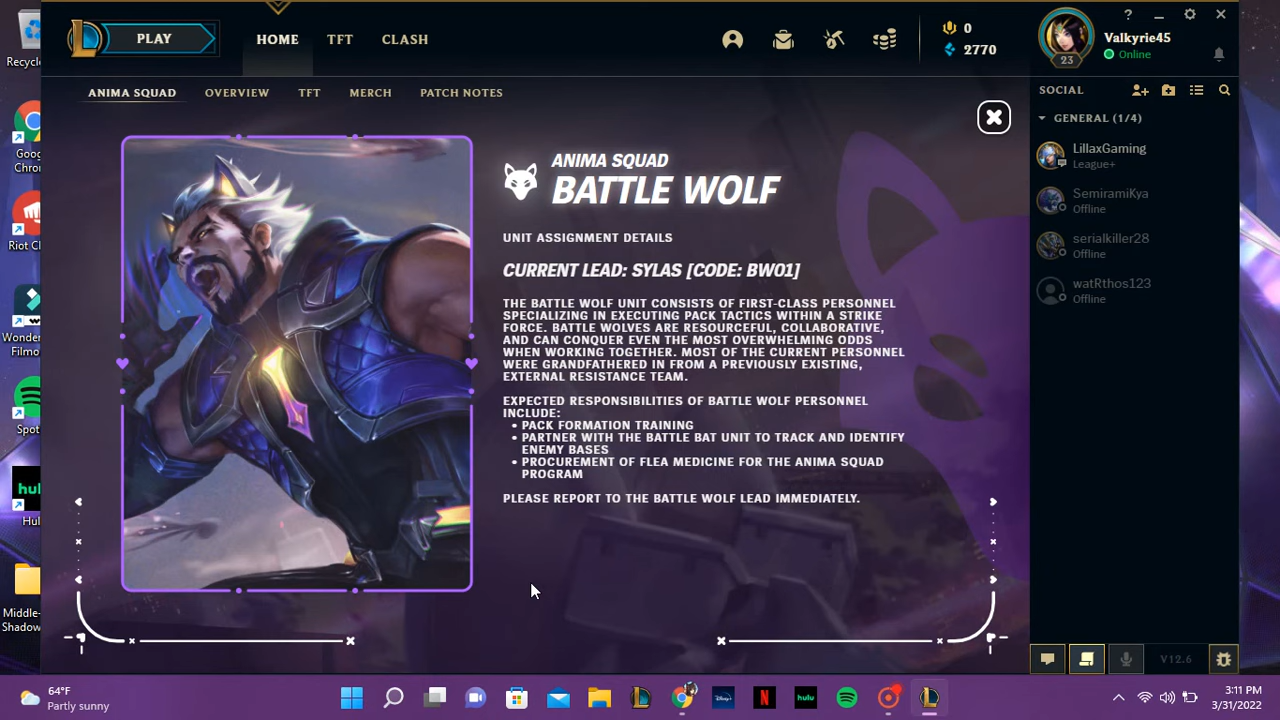 Recycle
Goog
Chron
Riot Cl
Wonder
Filmo
Spot
hul
Hul
Middle-
Shadow
PLAY
HOME
TFT
CLASH
0
2770
23
Valkyrie45
Online
?
ANIMA SQUAD
OVERVIEW
TFT
MERCH
PATCH NOTES
ANIMA SQUAD
BATTLE WOLF
UNIT ASSIGNMENT DETAILS
CURRENT LEAD: SYLAS [CODE: BW01]
THE BATTLE WOLF UNIT CONSISTS OF FIRST-CLASS PERSONNEL
SPECIALIZING IN EXECUTING PACK TACTICS WITHIN A STRIKE
FORCE. BATTLE WOLVES ARE RESOURCEFUL, COLLABORATIVE,
AND CAN CONQUER EVEN THE MOST OVERWHELMING ODDS
WHEN WORKING TOGETHER. MOST OF THE CURRENT PERSONNEL
WERE GRANDFATHERED IN FROM A PREVIOUSLY EXISTING,
EXTERNAL RESISTANCE TEAM.
EXPECTED RESPONSIBILITIES OF BATTLE WOLF PERSONNEL
INCLUDE:
• PACK FORMATION TRAINING
• PARTNER WITH THE BATTLE BAT UNIT TO TRACK AND IDENTIFY
ENEMY BASES
• PROCUREMENT OF FLEA MEDICINE FOR THE ANIMA SQUAD
PROGRAM
PLEASE REPORT TO THE BATTLE WOLF LEAD IMMEDIATELY.
SOCIAL
GENERAL (1/4)
LillaxGaming
League+
SemiramiKya
Offline
serialkiller28
Offline
watRthos123
Offline
V12.6
64°F
Partly sunny
Disney+
N
hulu
3:11 PM
3/31/2022